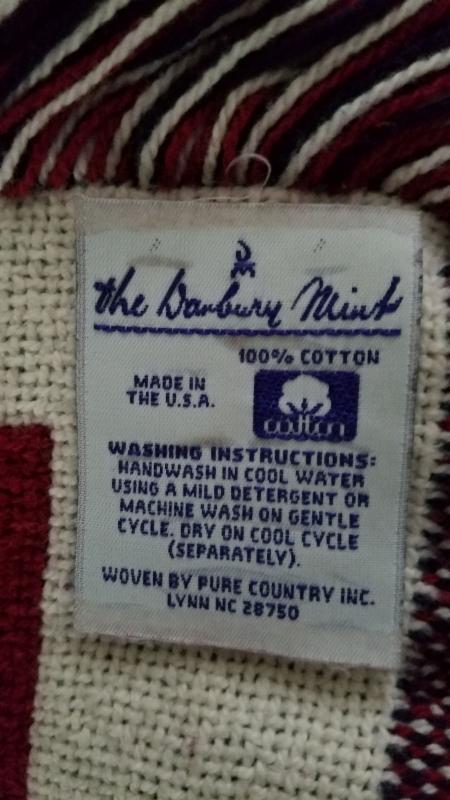 DM
the Danbury Mint
100% COTTON
MADE IN
THE U.S.A.
cotton
WASHING INSTRUCTIONS:
HANDWASH IN COOL WATER
USING A MILD DETERGENT OR
MACHINE WASH ON GENTLE
CYCLE. DRY ON COOL CYCLE
(SEPARATELY).
WOVEN BY PURE COUNTRY INC.
LYNN NC 28750